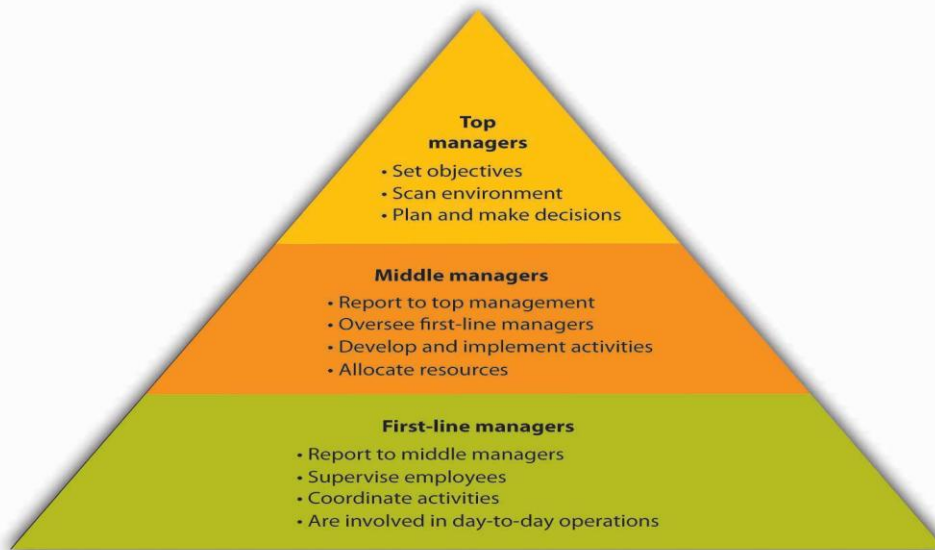 Top
managers
• Set objectives
• Scan environment
• Plan and make decisions
Middle managers
• Report to top management
• Oversee first-line managers
• Develop and implement activities
• Allocate resources
First-line managers
• Report to middle managers
• Supervise employees
• Coordinate activities
• Are involved in day-to-day operations